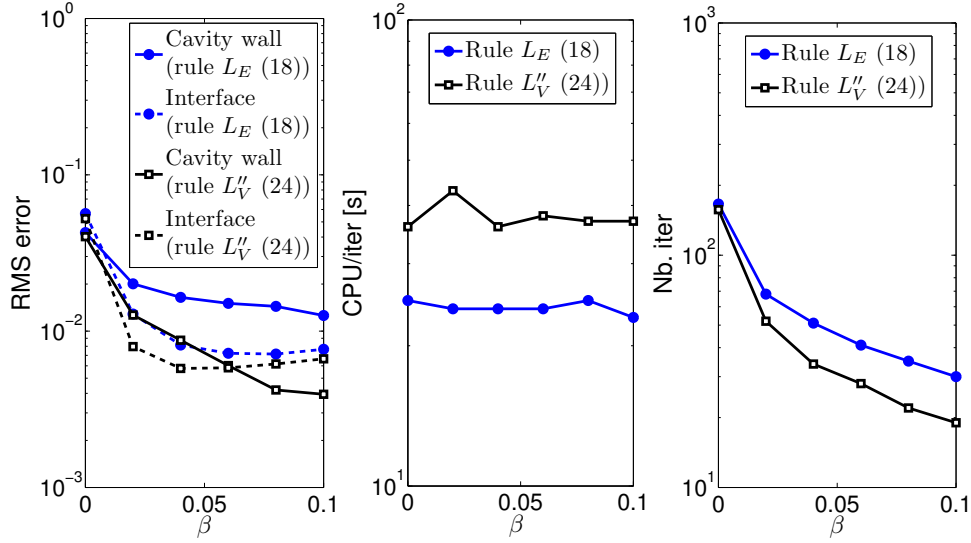 10^0
10^-1
10^-2
10^-3
RMS error
0
0.05
0.1
β
Cavity wall
(rule L_E (18))
Interface
(rule L_E (18))
Cavity wall
(rule L''_V (24))
Interface
(rule L''_V (24))
10^2
10^1
CPU/iter [s]
0
0.05
0.1
β
Rule L_E (18)
Rule L''_V (24))
10^3
10^2
10^1
Nb. iter
0
0.05
0.1
β
Rule L_E (18)
Rule L''_V (24))